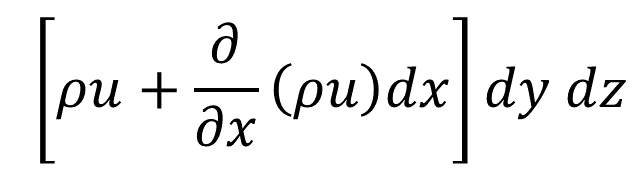 [ρu + ∂/∂x (ρu)dx] dy dz